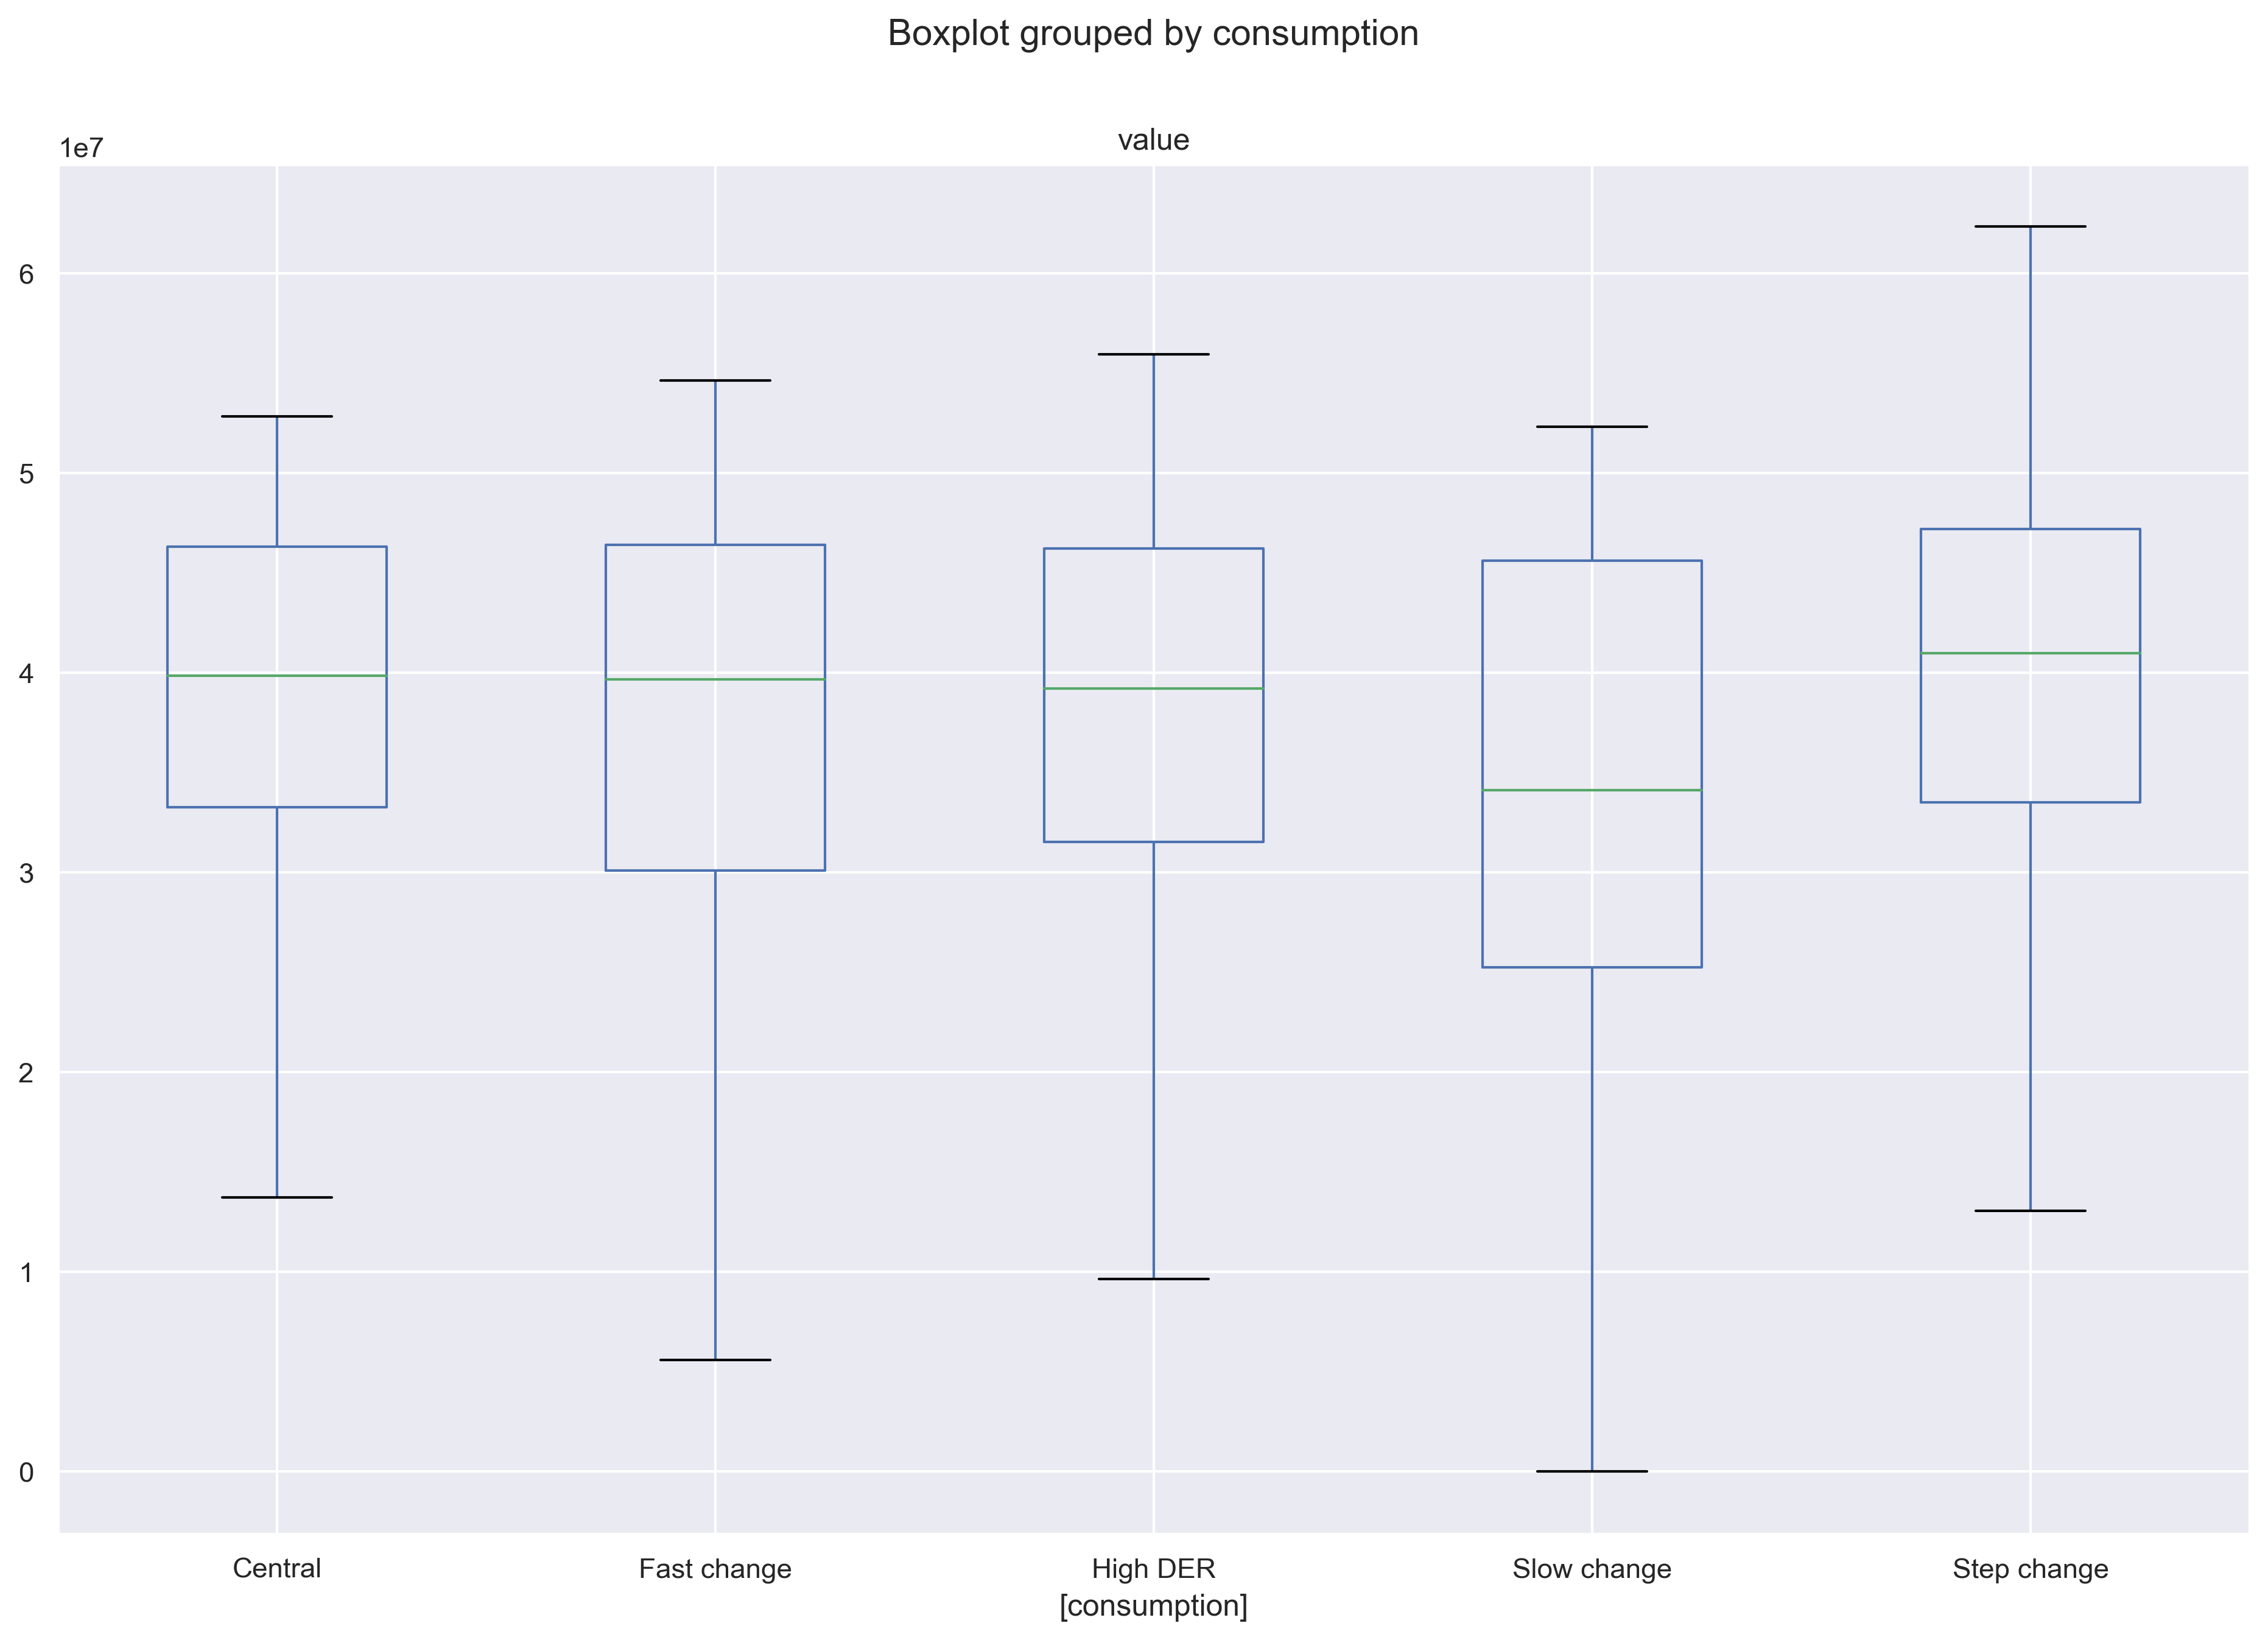 Boxplot grouped by consumption
value
1e7
6
5
4
3
2
1
0
Central Fast change High DER Slow change Step change
[consumption]